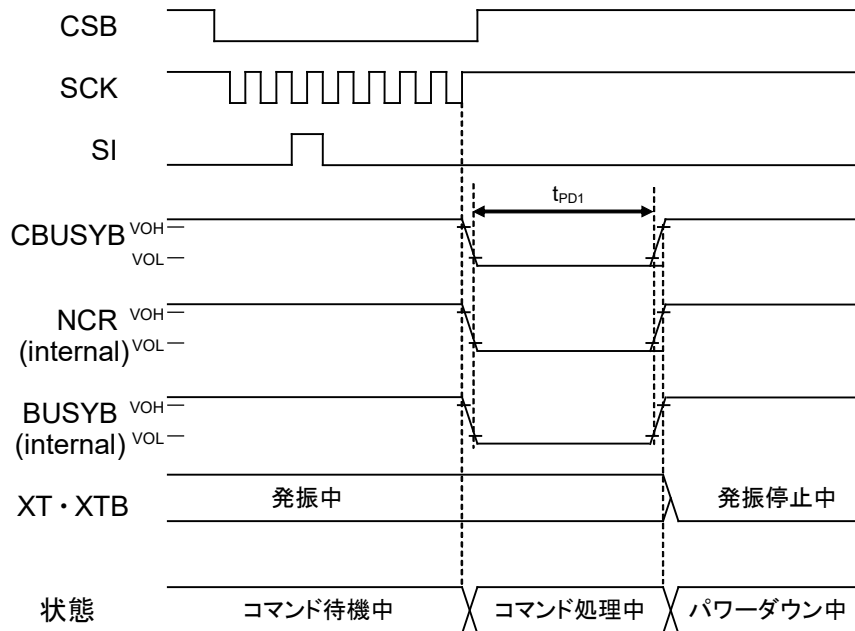 CSB
SCK
SI
tPD1
CBUSYB VOH
VOL
NCR VOH
(internal) VOL
BUSYB VOH
(internal) VOL
XT・XTB 発振中 発振停止中
状態 コマンド待機中 コマンド処理中 パワーダウン中